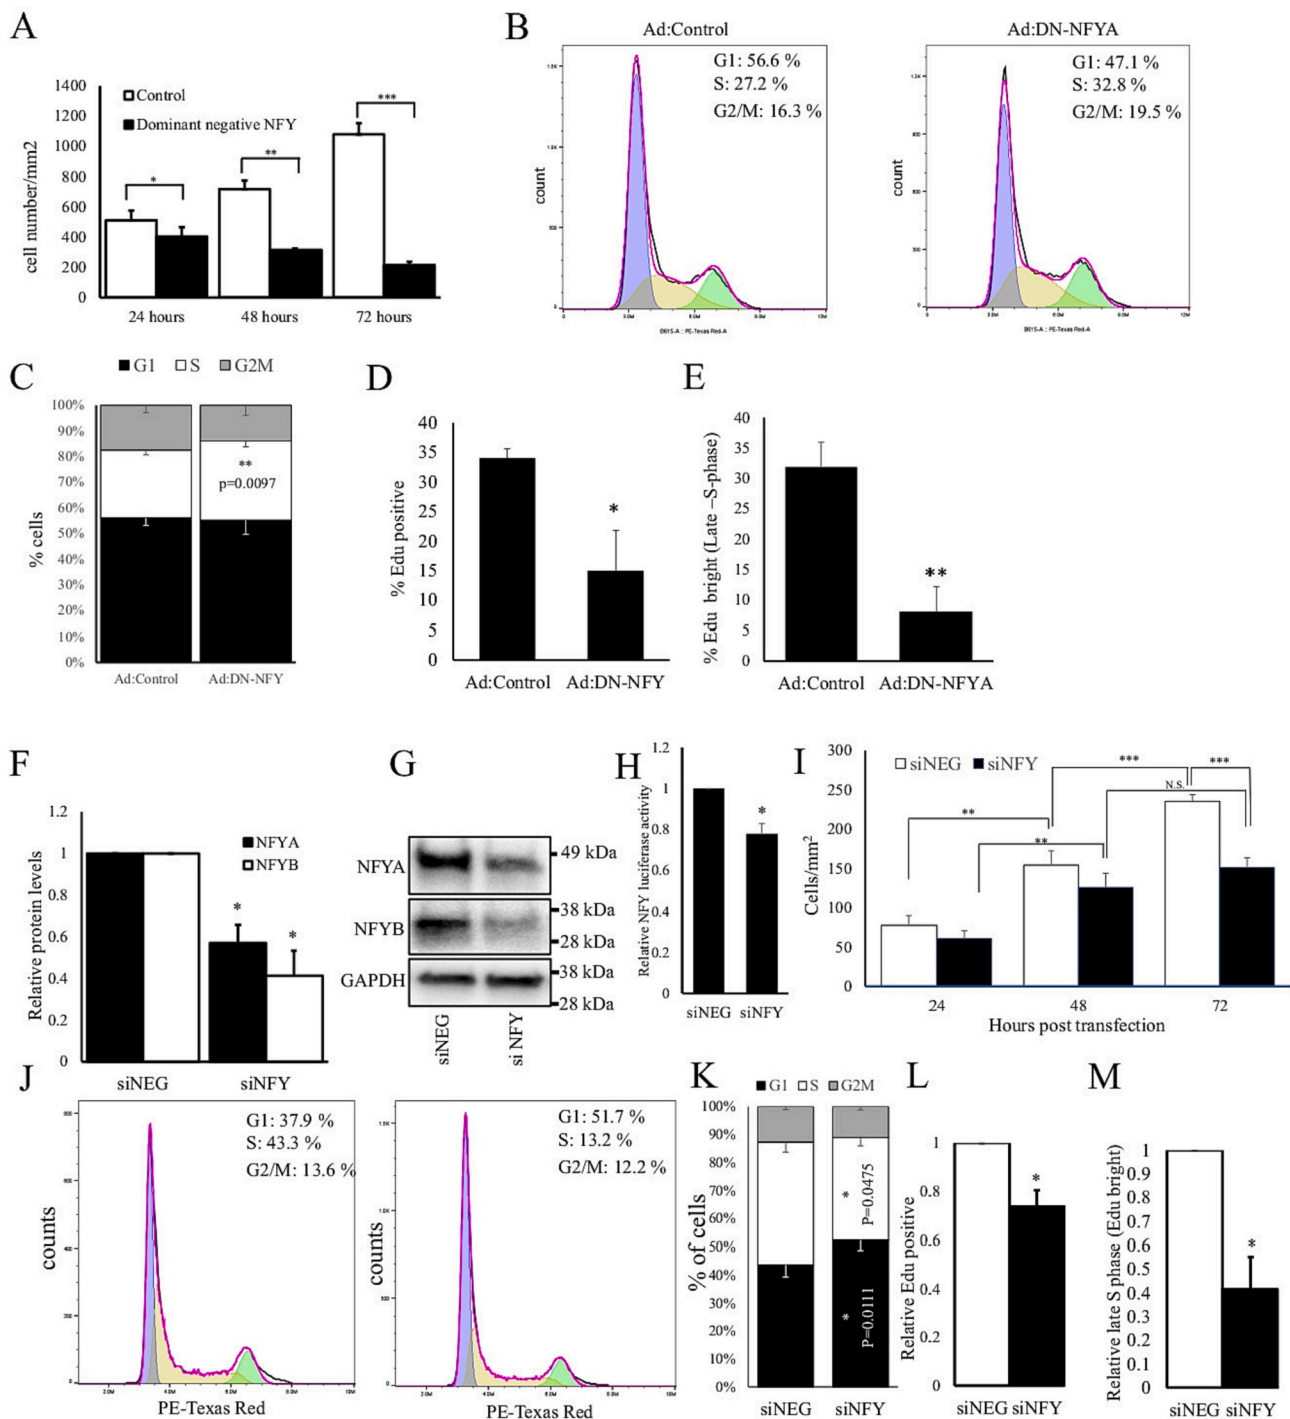 A
1400
1200
1000
800
600
400
200
0
cell number/mm2
Control
Dominant negative NFY
*
**
***
24 hours
48 hours
72 hours
B
Ad:Control
G1: 56.6 %
S: 27.2 %
G2/M: 16.3 %
count
Ad:DN-NFYA
G1: 47.1 %
S: 32.8 %
G2/M: 19.5 %
count
C
G1 S G2M
100%
90%
80%
70%
60%
50%
40%
30%
20%
10%
0%
% cells
**
p=0.0097
Ad:Control
Ad:DN-NFY
D
40
35
30
25
20
15
10
5
0
% Edu positive
*
Ad:Control
Ad:DN-NFY
E
40
35
30
25
20
15
10
5
0
% Edu bright (Late –S-phase)
**
Ad:Control
Ad:DN-NFYA
F
1.2
1
0.8
0.6
0.4
0.2
0
Relative protein levels
NFYA
NFYB
*
*
siNEG
siNFY
G
NFYA
49 kDa
NFYB
38 kDa
28 kDa
GAPDH
38 kDa
28 kDa
siNEG
si NFY
H
1.2
1
0.8
0.6
0.4
0.2
0
Relative NFY luciferase activity
*
siNEG siNFY
I
300
250
200
150
100
50
0
Cells/mm²
siNEG siNFY
**
**
***
***
N.S.
24
48
72
Hours post transfection
J
G1: 37.9 %
S: 43.3 %
G2/M: 13.6 %
counts
PE-Texas Red
G1: 51.7 %
S: 13.2 %
G2/M: 12.2 %
counts
PE-Texas Red
K
G1 S G2M
100%
90%
80%
70%
60%
50%
40%
30%
20%
10%
0%
% of cells
*
P=0.0475
*
P=0.0111
siNEG siNFY
L
1
0.8
0.6
0.4
0.2
0
Relative Edu positive
*
siNEG siNFY
M
1
0.9
0.8
0.7
0.6
0.5
0.4
0.3
0.2
0.1
0
Relative late S phase (Edu bright)
*
siNEG siNFY